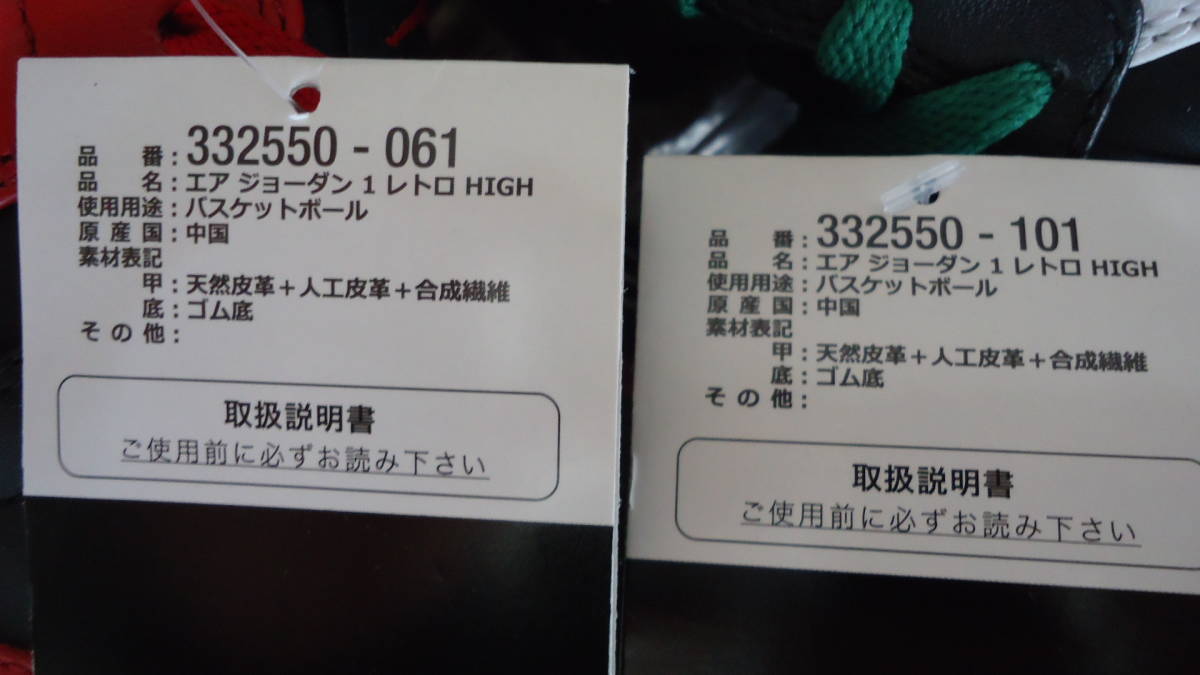 品番:332550 - 061
品名:エア ジョーダン 1 レトロ HIGH
使用用途:バスケットボール
原産国:中国
素材表記
甲:天然皮革+人工皮革+合成繊維
底:ゴム底
その他:
取扱説明書
ご使用前に必ずお読み下さい
品番:332550 - 101
品名:エア ジョーダン 1 レトロ HIGH
使用用途:バスケットボール
原産国:中国
素材表記
甲:天然皮革+人工皮革+合成繊維
底:ゴム底
その他:
取扱説明書
ご使用前に必ずお読み下さい